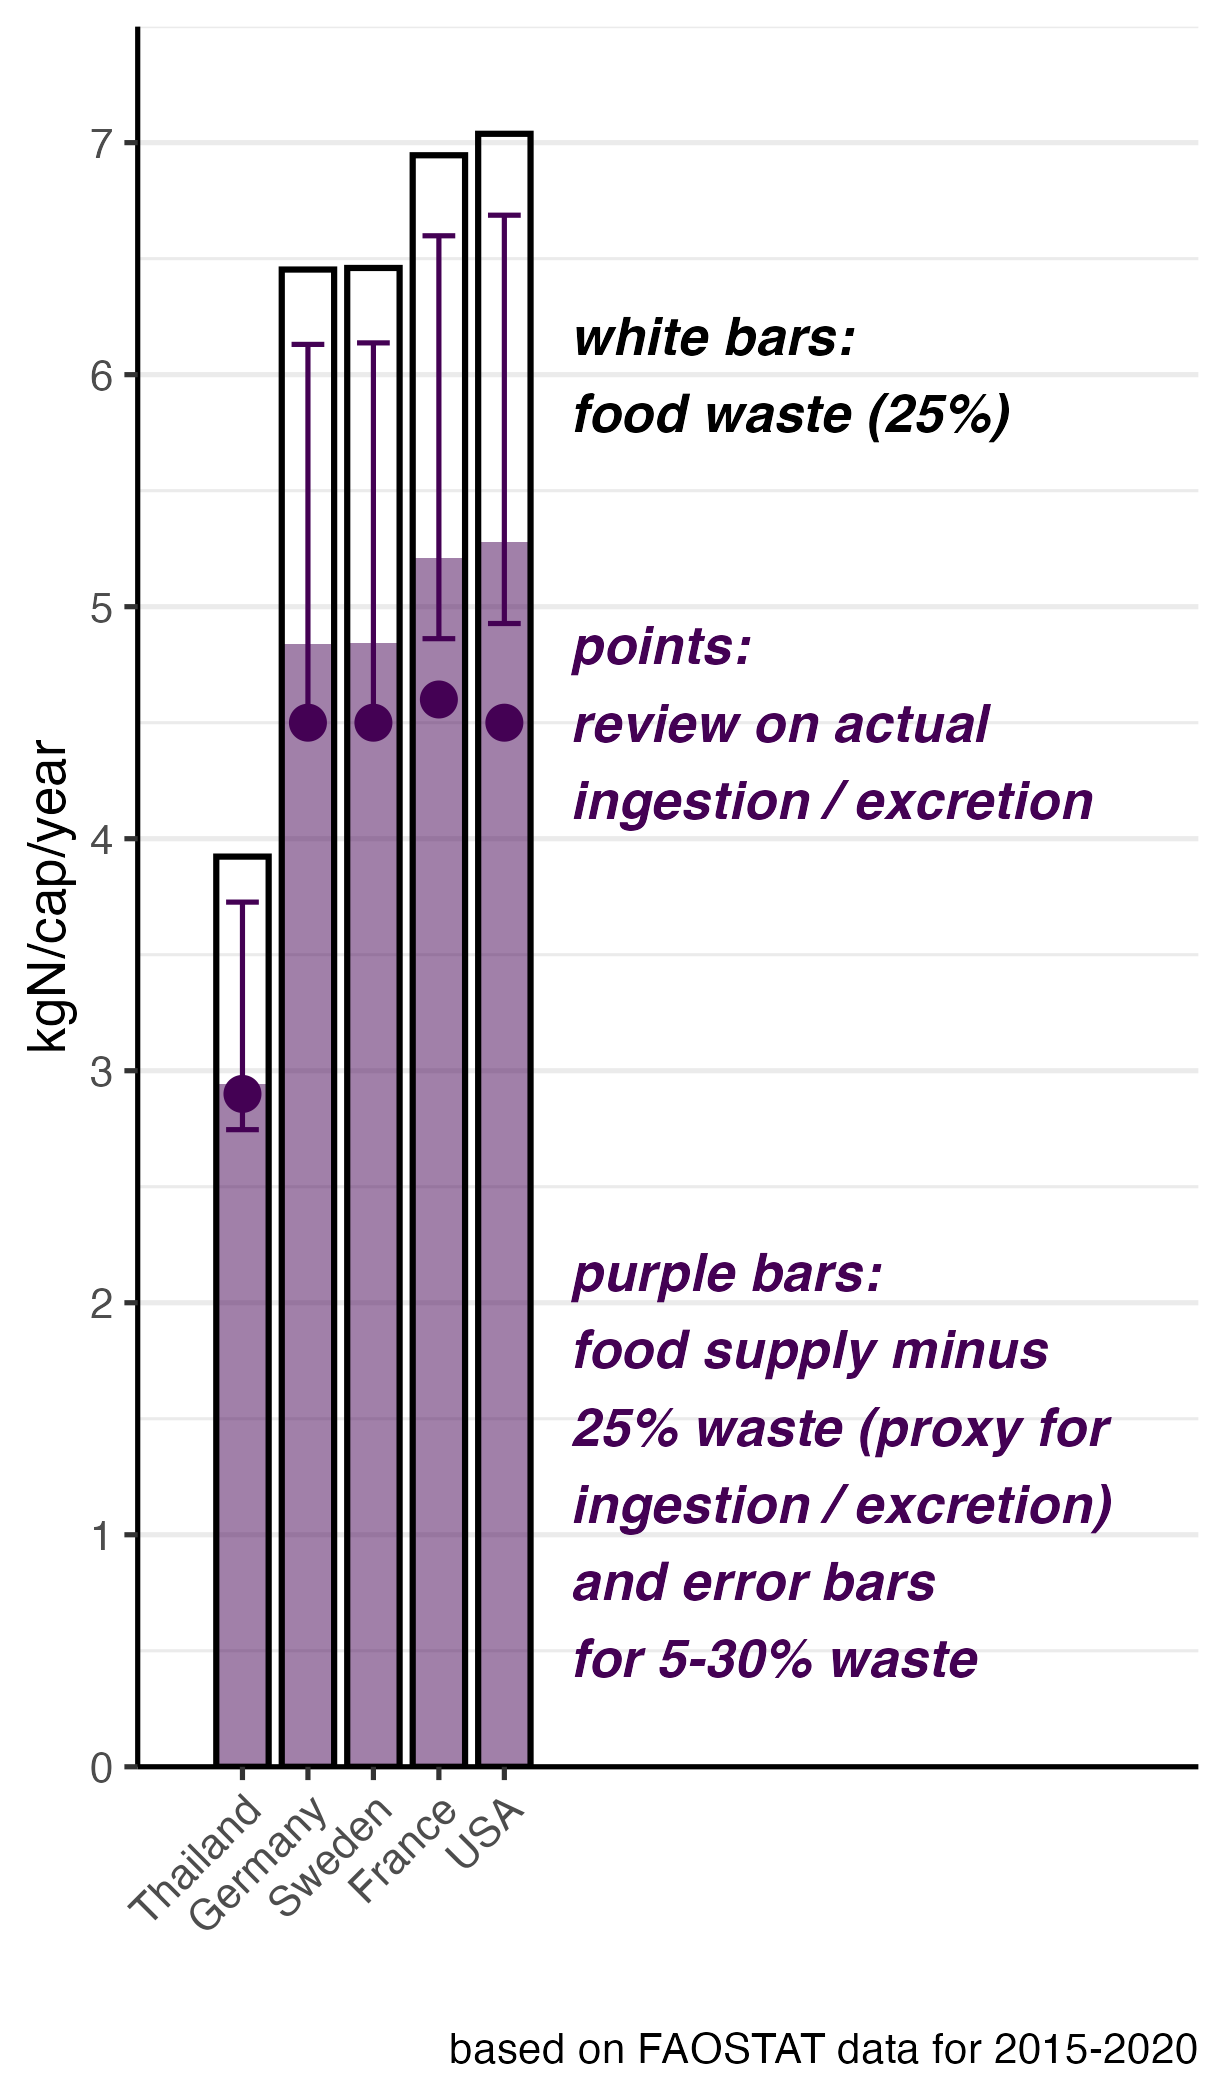 7
6
5
4
3
2
1
0
kgN/cap/year
white bars:
food waste (25%)
points:
review on actual
ingestion / excretion
purple bars:
food supply minus
25% waste (proxy for
ingestion / excretion)
and error bars
for 5-30% waste
Thailand
Germany
Sweden
France
USA
based on FAOSTAT data for 2015-2020